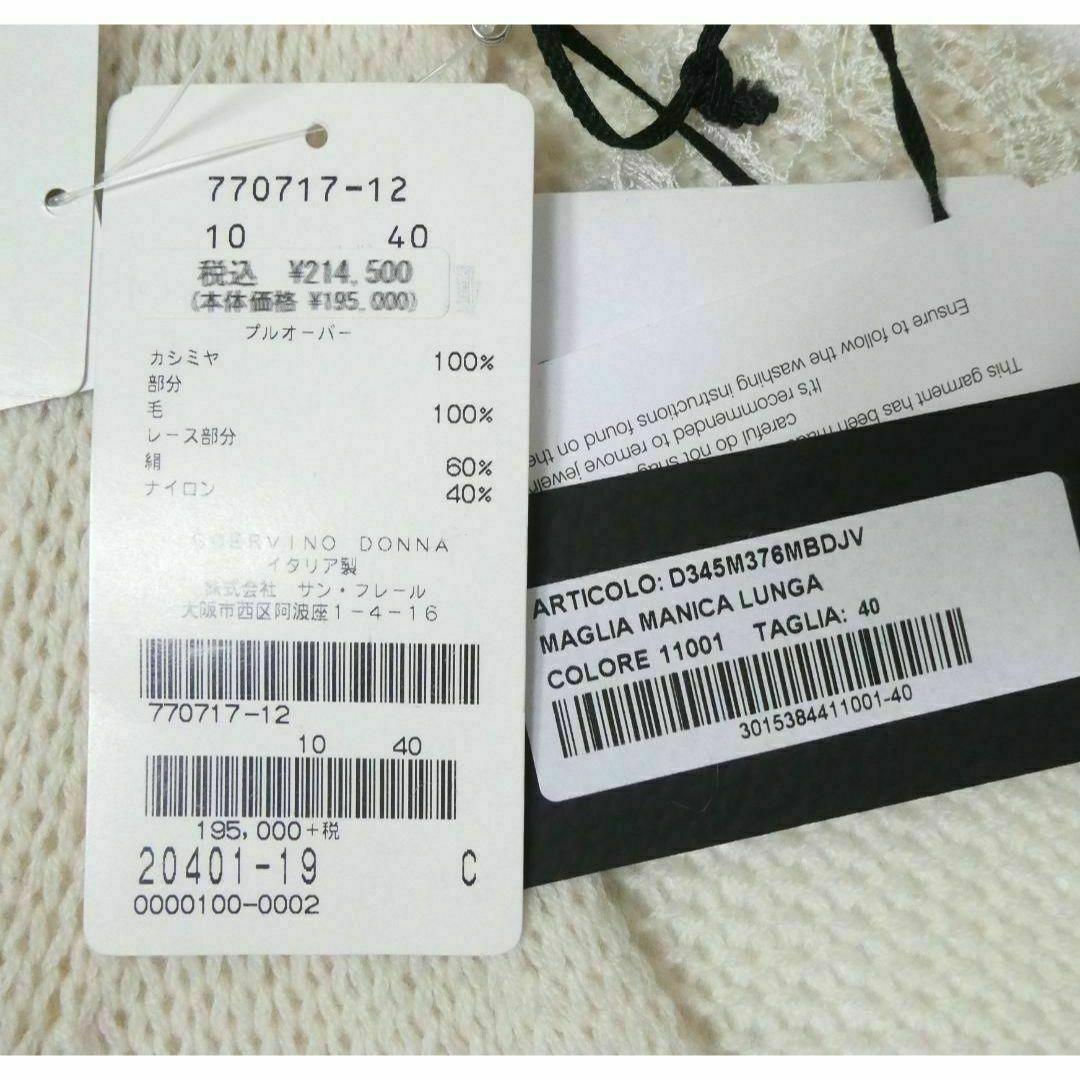 770717-12
10 40
税込 ¥214,500
(本体価格 ¥195,000)
プルオーバー
カシミヤ 100%
部分
毛 100%
レース部分
絹 60%
ナイロン 40%
DONNA
イタリア製
株式会社 サン・フレール
大阪市西区阿波座1-4-16
770717-12
10 40
195,000+税
20401-19 C
0000100-0002
Ensure to follow the washing instructions found on the
It's recommended to remove jewelr
careful do not snag
This garment has been mad
ARTICOLO: D345M376MBDJV
MAGLIA MANICA LUNGA
COLORE 11001 TAGLIA: 40
3015384411001-40